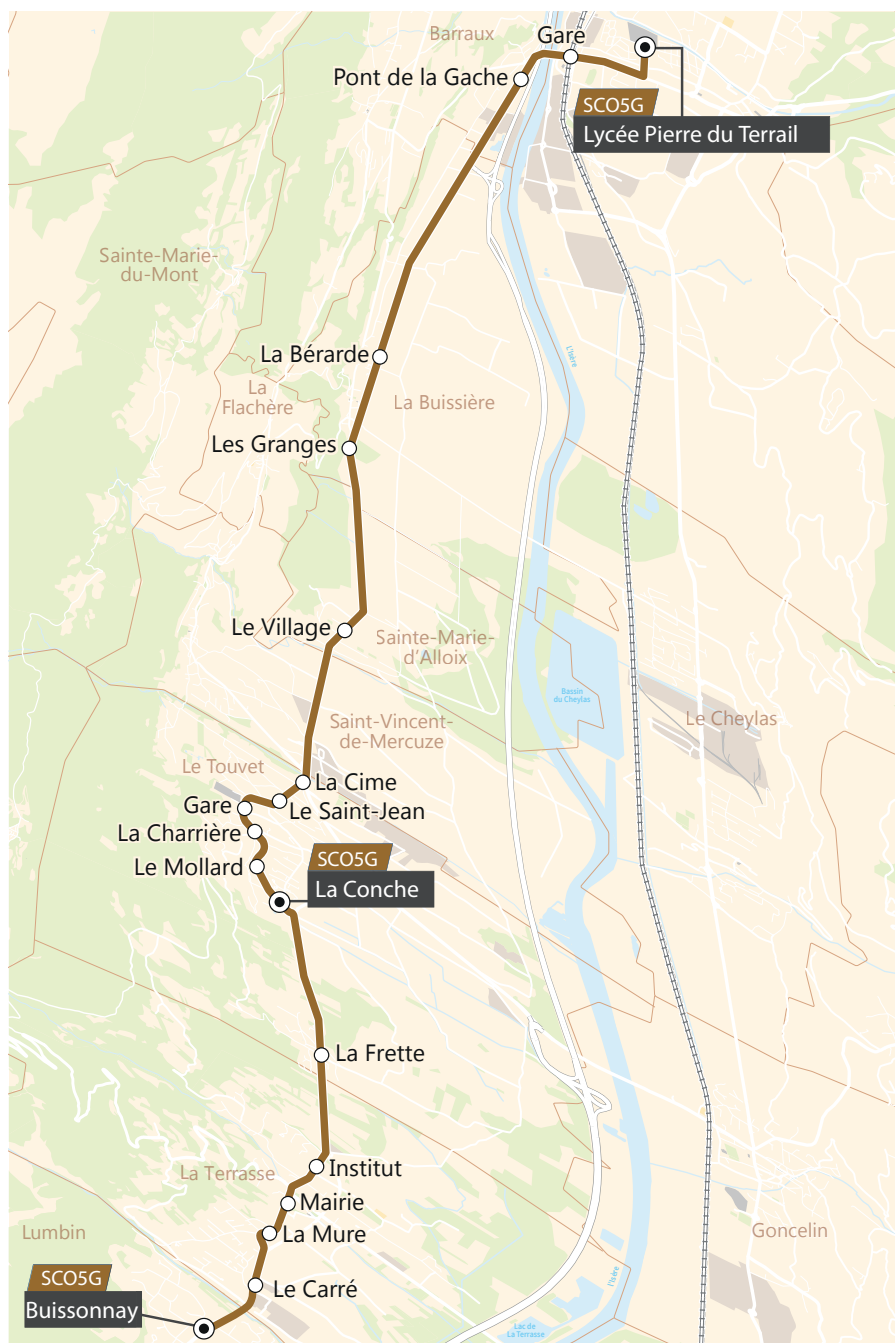 Barraux
Gare
Pont de la Gache
SCO5G
Lycée Pierre du Terrail
Sainte-Marie-
du-Mont
L'Isère
La Bérarde
La
Flachère
La Buissière
Les Granges
Le Village
Sainte-Marie-
d'Alloix
Bassin
du Cheylas
Le Cheylas
Saint-Vincent-
de-Mercuze
Le Touvet
La Cime
Gare
Le Saint-Jean
La Charrière
Le Mollard
SCO5G
La Conche
La Frette
La Terrasse
Institut
Mairie
Lumbin
La Mure
Goncelin
SCO5G
Buissonnay
Le Carré
L'Isère
Lac de
La Terrasse